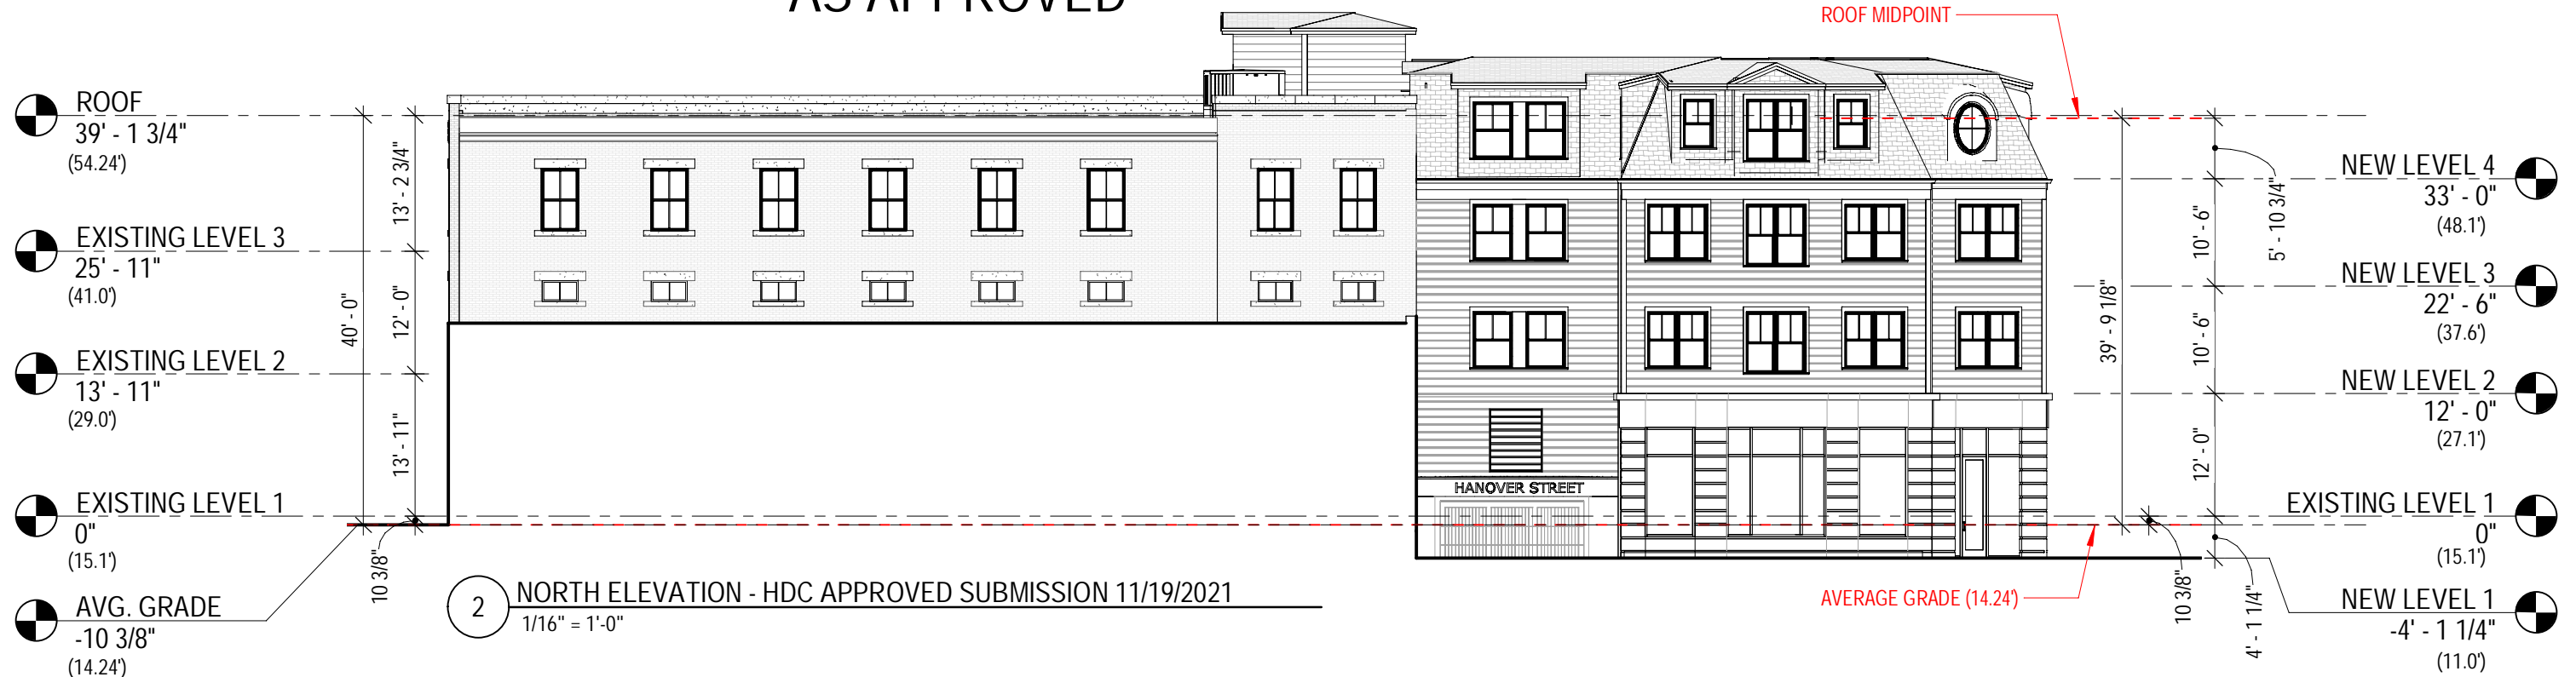 AS APPROVED
ROOF MIDPOINT
ROOF
39' - 1 3/4"
(54.24')
EXISTING LEVEL 3
25' - 11"
(41.0')
EXISTING LEVEL 2
13' - 11"
(29.0')
EXISTING LEVEL 1
0"
(15.1')
AVG. GRADE
-10 3/8"
(14.24')
40' - 0"
13' - 2 3/4"
12' - 0"
13' - 11"
10 3/8"
HANOVER STREET
2
NORTH ELEVATION - HDC APPROVED SUBMISSION 11/19/2021
1/16" = 1'-0"
AVERAGE GRADE (14.24')
39' - 9 1/8"
10' - 6"
10' - 6"
12' - 0"
5' - 10 3/4"
10 3/8"
4' - 1 1/4"
NEW LEVEL 4
33' - 0"
(48.1')
NEW LEVEL 3
22' - 6"
(37.6')
NEW LEVEL 2
12' - 0"
(27.1')
EXISTING LEVEL 1
0"
(15.1')
NEW LEVEL 1
-4' - 1 1/4"
(11.0')